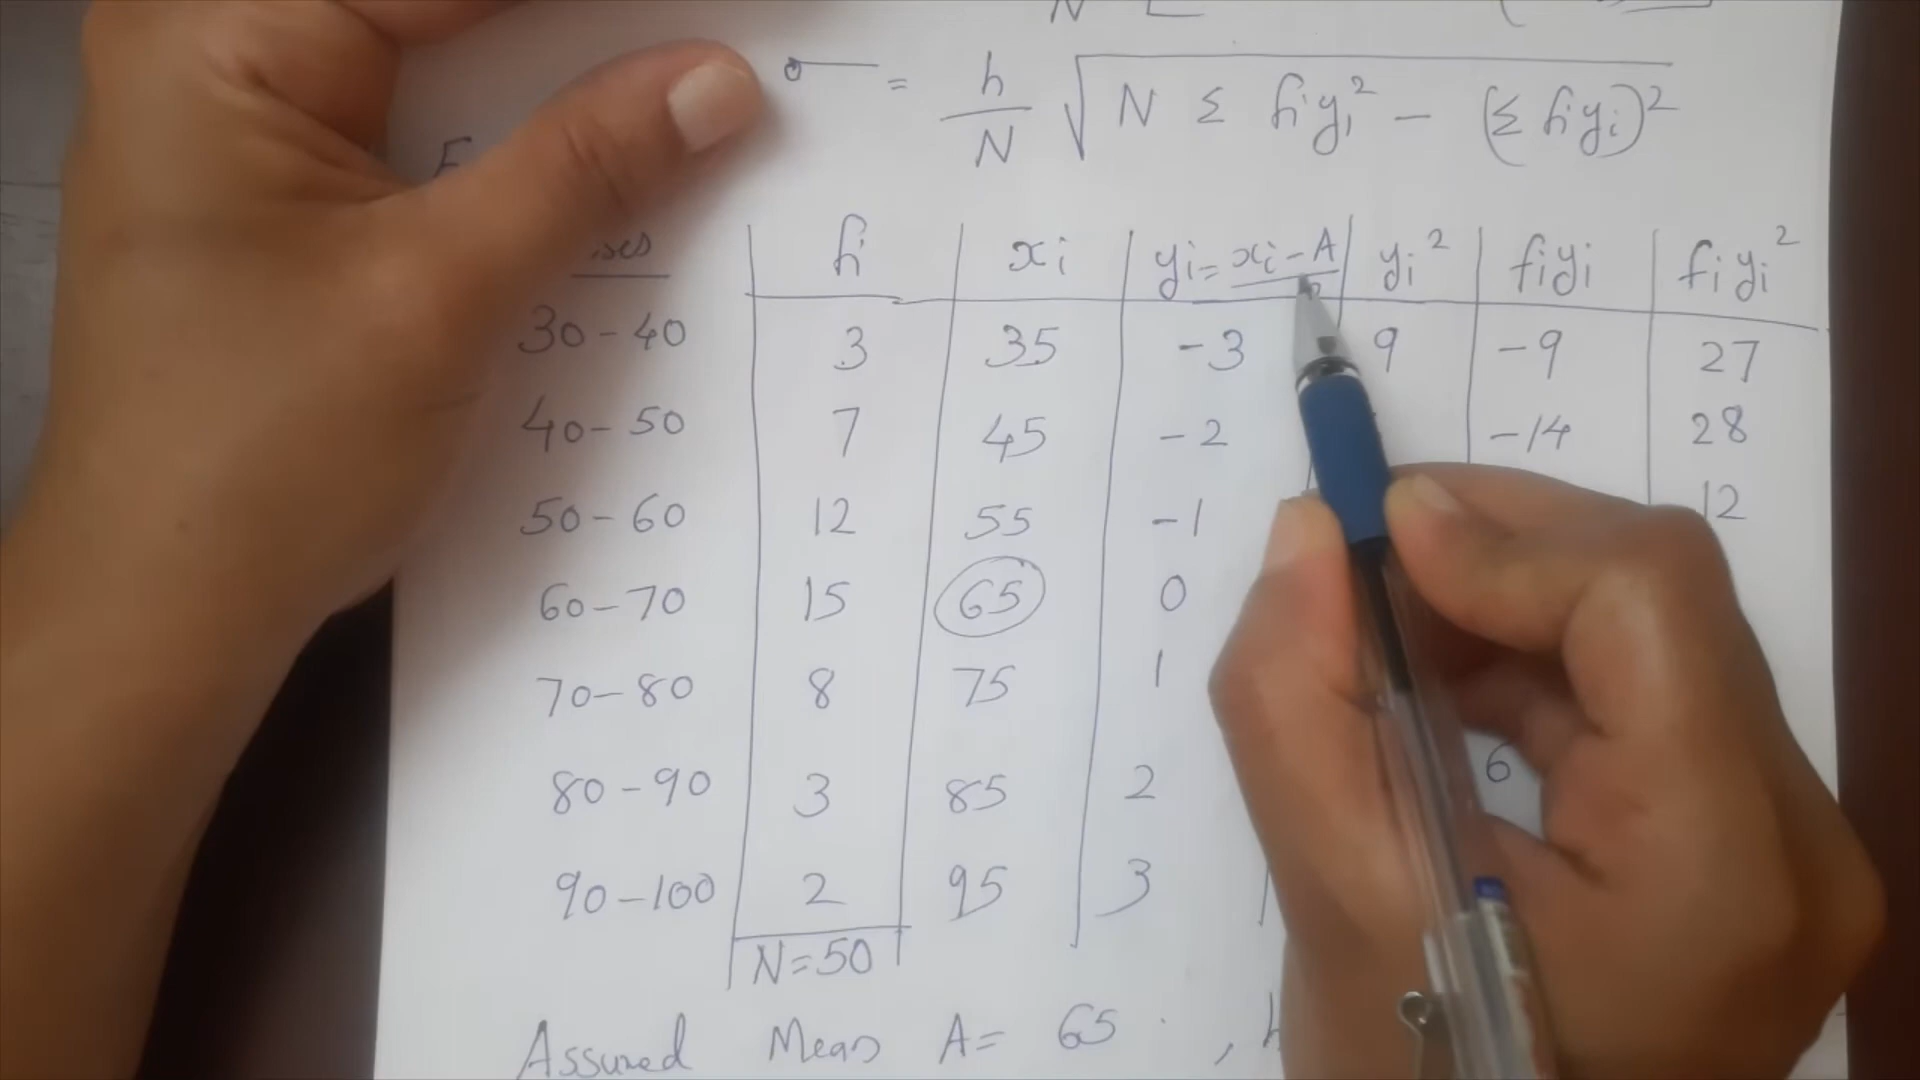 σ = h/N √ N Σ fiyi² - (Σ fiyi)²
fi xi yi = xi - A yi² fiyi fiyi²
30-40 3 35 -3 9 -9 27
40-50 7 45 -2 -14 28
50-60 12 55 -1 12
60-70 15 65 0
70-80 8 75 1
80-90 3 85 2 6
90-100 2 95 3
N=50
Assumed Mean A= 65 , h